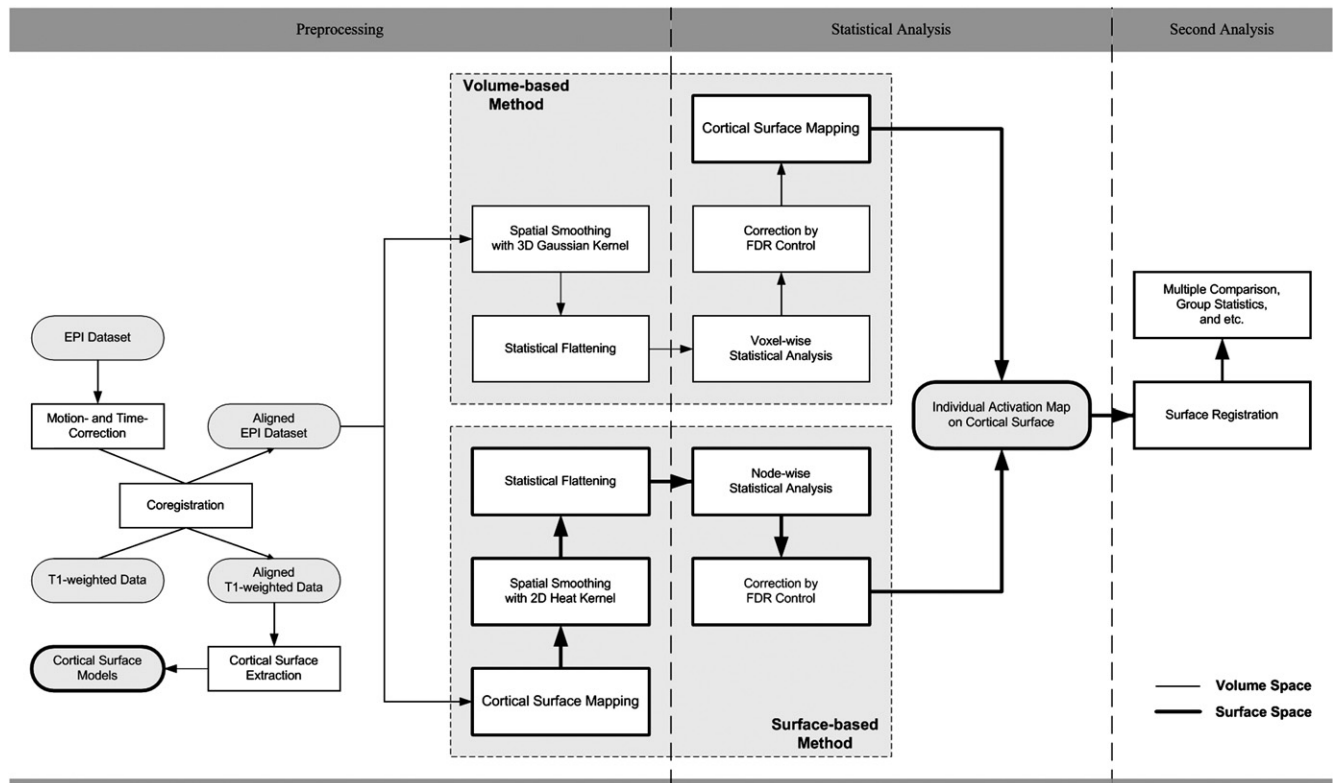 Preprocessing
Statistical Analysis
Second Analysis
Volume-based
Method
Cortical Surface Mapping
Spatial Smoothing
with 3D Gaussian Kernel
Correction by
FDR Control
Statistical Flattening
Voxel-wise
Statistical Analysis
Multiple Comparison,
Group Statistics,
and etc.
EPI Dataset
Motion- and Time-
Correction
Aligned
EPI Dataset
Individual Activation Map
on Cortical Surface
Surface Registration
Coregistration
Statistical Flattening
Node-wise
Statistical Analysis
T1-weighted Data
Aligned
T1-weighted Data
Spatial Smoothing
with 2D Heat Kernel
Correction by
FDR Control
Cortical Surface
Models
Cortical Surface
Extraction
Cortical Surface Mapping
Surface-based
Method
Volume Space
Surface Space